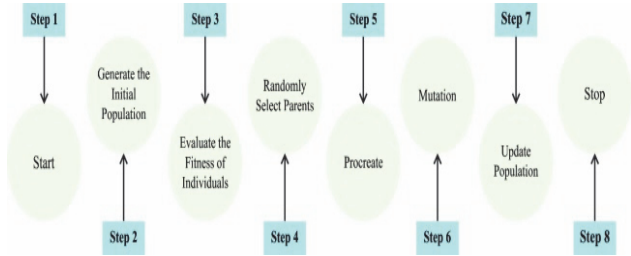 Step 1
Start
Generate the
Initial
Population
Step 2
Step 3
Evaluate the
Fitness of
Individuals
Randomly
Select Parents
Step 4
Step 5
Procreate
Mutation
Step 6
Step 7
Update
Population
Stop
Step 8